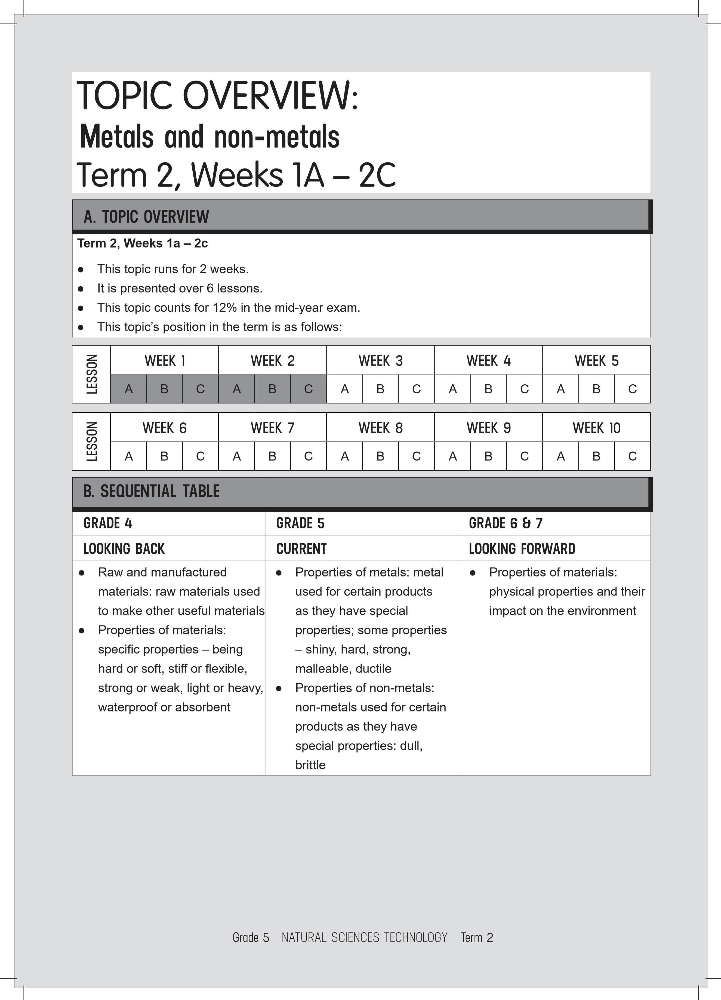 TOPIC OVERVIEW:
Metals and non-metals
Term 2, Weeks 1A – 2C
A. TOPIC OVERVIEW
Term 2, Weeks 1a – 2c
● This topic runs for 2 weeks.
● It is presented over 6 lessons.
● This topic counts for 12% in the mid-year exam.
● This topic’s position in the term is as follows:
LESSON
WEEK 1 WEEK 2 WEEK 3 WEEK 4 WEEK 5
A B C A B C A B C A B C A B C
LESSON
WEEK 6 WEEK 7 WEEK 8 WEEK 9 WEEK 10
A B C A B C A B C A B C A B C
B. SEQUENTIAL TABLE
GRADE 4 GRADE 5 GRADE 6 & 7
LOOKING BACK CURRENT LOOKING FORWARD
● Raw and manufactured
materials: raw materials used
to make other useful materials
● Properties of materials:
specific properties – being
hard or soft, stiff or flexible,
strong or weak, light or heavy,
waterproof or absorbent
● Properties of metals: metal
used for certain products
as they have special
properties; some properties
– shiny, hard, strong,
malleable, ductile
● Properties of non-metals:
non-metals used for certain
products as they have
special properties: dull,
brittle
● Properties of materials:
physical properties and their
impact on the environment
Grade 5 NATURAL SCIENCES TECHNOLOGY Term 2